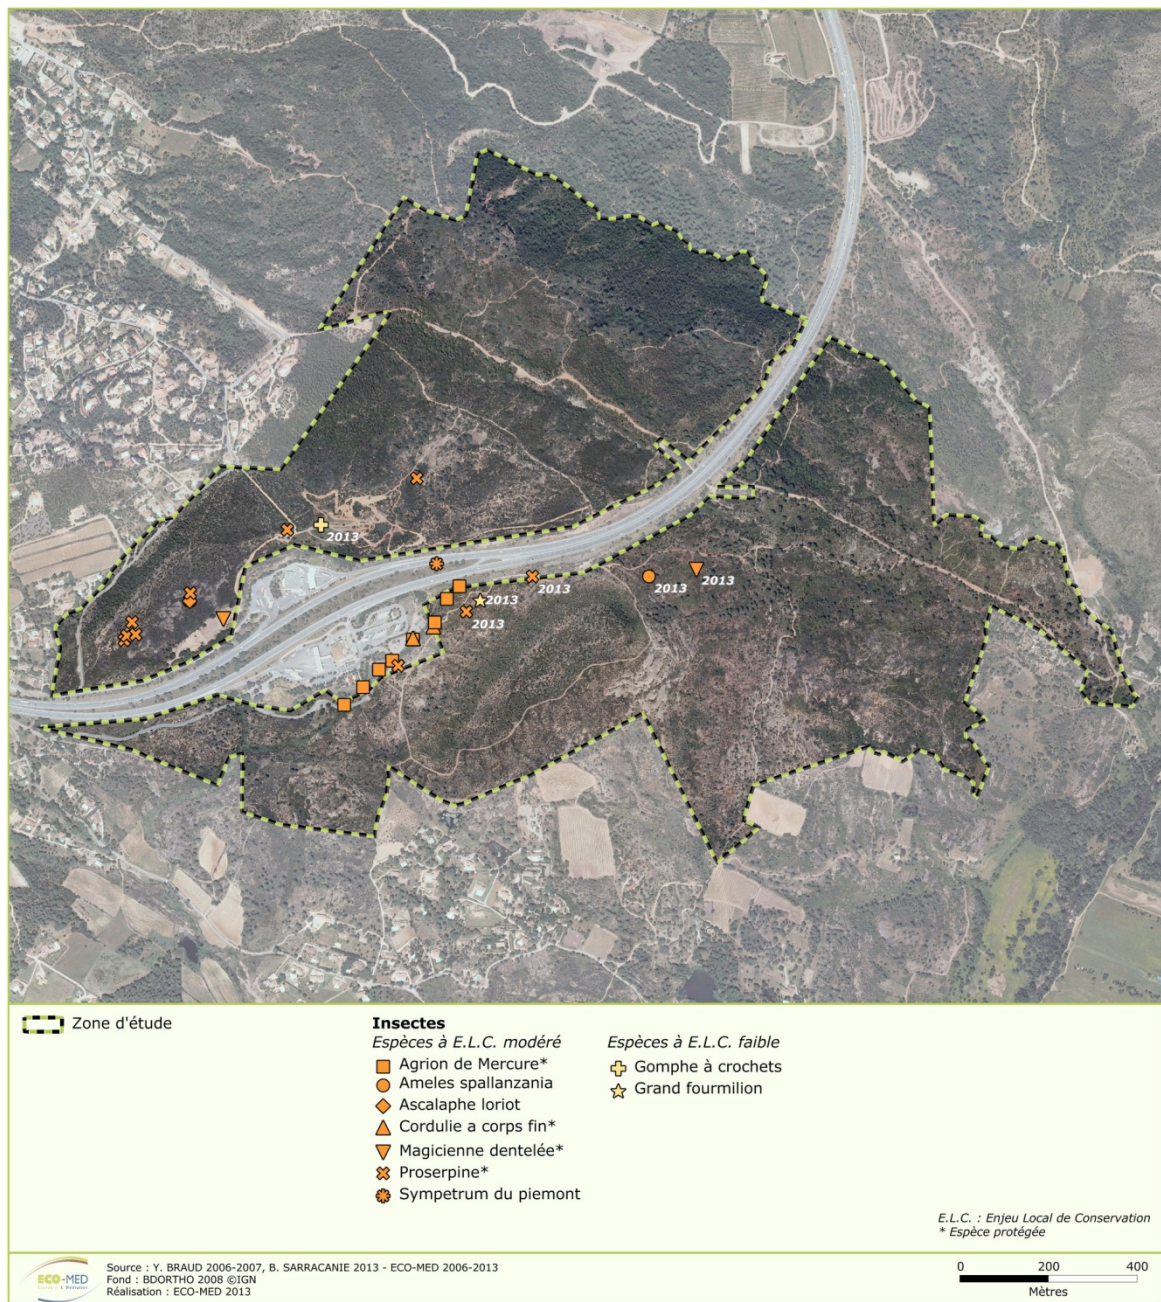 2013
2013
2013
2013
2013
2013
Zone d'étude
Insectes
Espèces à E.L.C. modéré
Agrion de Mercure*
Ameles spallanzania
Ascalaphe loriot
Cordulie a corps fin*
Magicienne dentelée*
Proserpine*
Sympetrum du piemont
Espèces à E.L.C. faible
Gomphe à crochets
Grand fourmilion
E.L.C. : Enjeu Local de Conservation
* Espèce protégée
ECO-MED
Source : Y. BRAUD 2006-2007, B. SARRACANIE 2013 - ECO-MED 2006-2013
Fond : BDORTHO 2008 ©IGN
Réalisation : ECO-MED 2013
0 200 400
Mètres